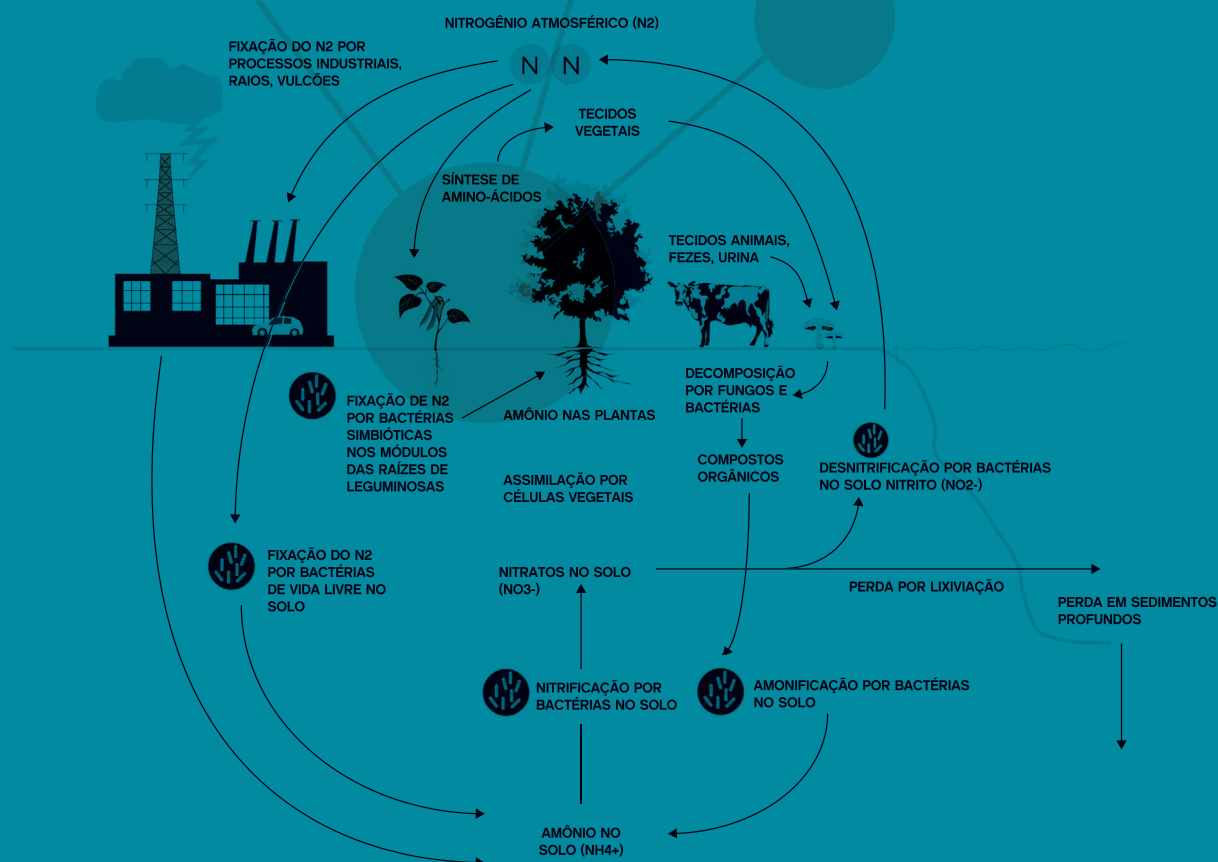 NITROGÊNIO ATMOSFÉRICO (N2)
FIXAÇÃO DO N2 POR
PROCESSOS INDUSTRIAIS,
RAIOS, VULCÕES
N N
TECIDOS
VEGETAIS
SÍNTESE DE
AMINO-ÁCIDOS
TECIDOS ANIMAIS,
FEZES, URINA
DECOMPOSIÇÃO
POR FUNGOS E
BACTÉRIAS
FIXAÇÃO DE N2
POR BACTÉRIAS
SIMBIÓTICAS
NOS MÓDULOS
DAS RAÍZES DE
LEGUMINOSAS
AMÔNIO NAS PLANTAS
COMPOSTOS
ORGÂNICOS
DESNITRIFICAÇÃO POR BACTÉRIAS
NO SOLO NITRITO (NO2-)
ASSIMILAÇÃO POR
CÉLULAS VEGETAIS
FIXAÇÃO DO N2
POR BACTÉRIAS
DE VIDA LIVRE NO
SOLO
NITRATOS NO SOLO
(NO3-)
PERDA POR LIXIVIAÇÃO
PERDA EM SEDIMENTOS
PROFUNDOS
NITRIFICAÇÃO POR
BACTÉRIAS NO SOLO
AMONIFICAÇÃO POR BACTÉRIAS
NO SOLO
AMÔNIO NO
SOLO (NH4+)